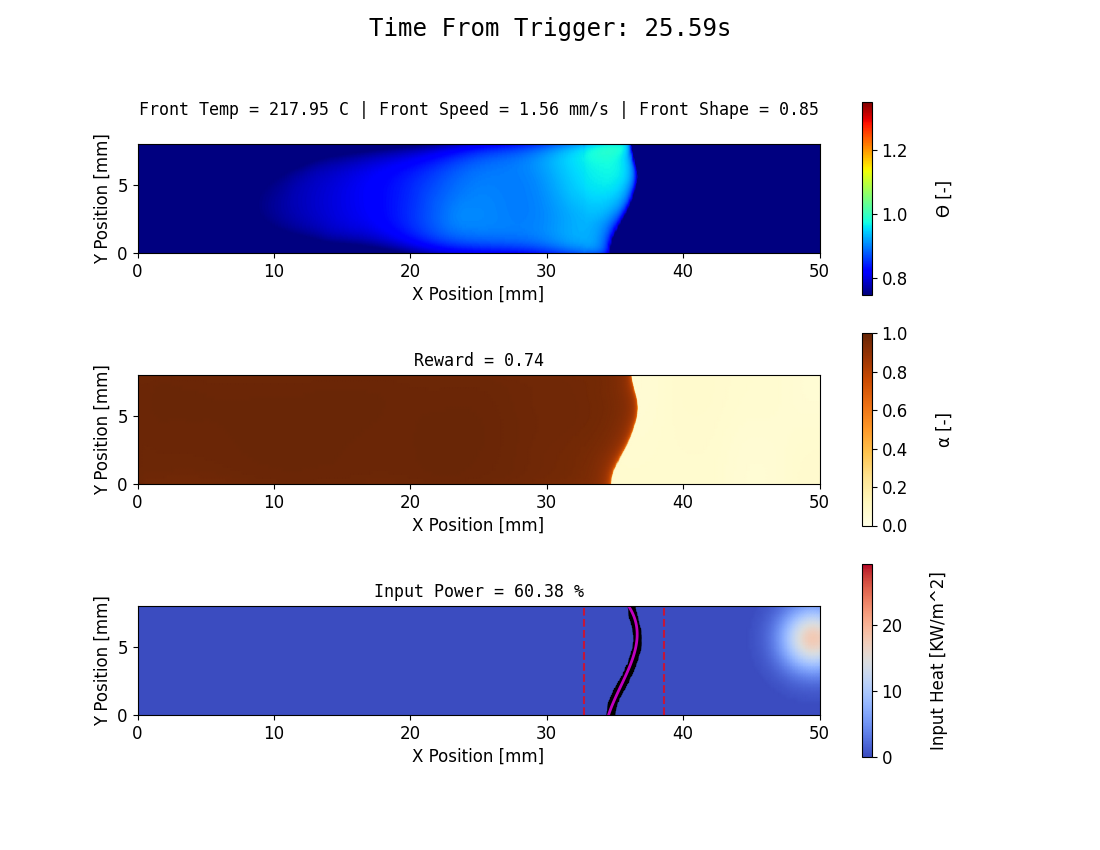 Time From Trigger: 25.59s
Front Temp = 217.95 C | Front Speed = 1.56 mm/s | Front Shape = 0.85
Y Position [mm]
5
0
0 10 20 30 40 50
X Position [mm]
1.2
1.0
0.8
Θ [-]
Reward = 0.74
Y Position [mm]
5
0
0 10 20 30 40 50
X Position [mm]
1.0
0.8
0.6
0.4
0.2
0.0
α [-]
Input Power = 60.38 %
Y Position [mm]
5
0
0 10 20 30 40 50
X Position [mm]
20
10
0
Input Heat [KW/m^2]